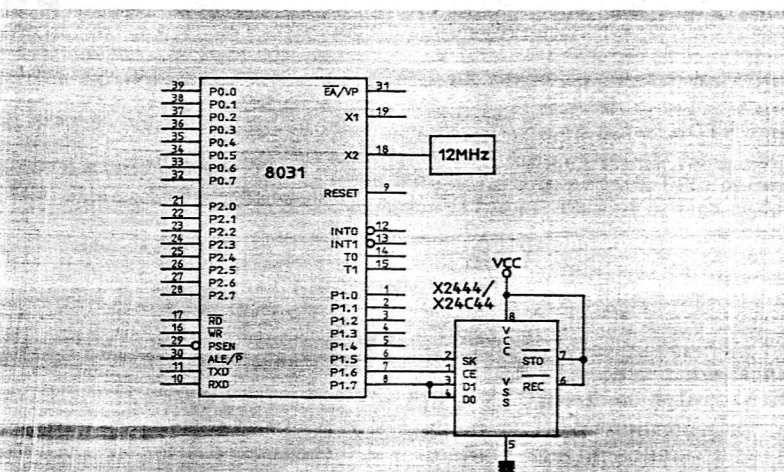 39 P0.0 EA/VP 31
38 P0.1
37 P0.2 X1 19
36 P0.3
35 P0.4
34 P0.5 X2 18 12MHz
33 P0.6
32 P0.7
8031
RESET 9
21 P2.0
22 P2.1
23 P2.2 INT0 12
24 P2.3 INT1 13
25 P2.4 T0 14
26 P2.5 T1 15
27 P2.6
28 P2.7 P1.0 1
P1.1 2
17 RD P1.2 3
16 WR P1.3 4
29 PSEN P1.4 5
30 ALE/P P1.5 6
11 TXD P1.6 7
10 RXD P1.7 8
VCC
X2444/
X24C44
8
VCC
2 SK STO 7
1 CE
3 D1 VSS REC 6
4 D0
5